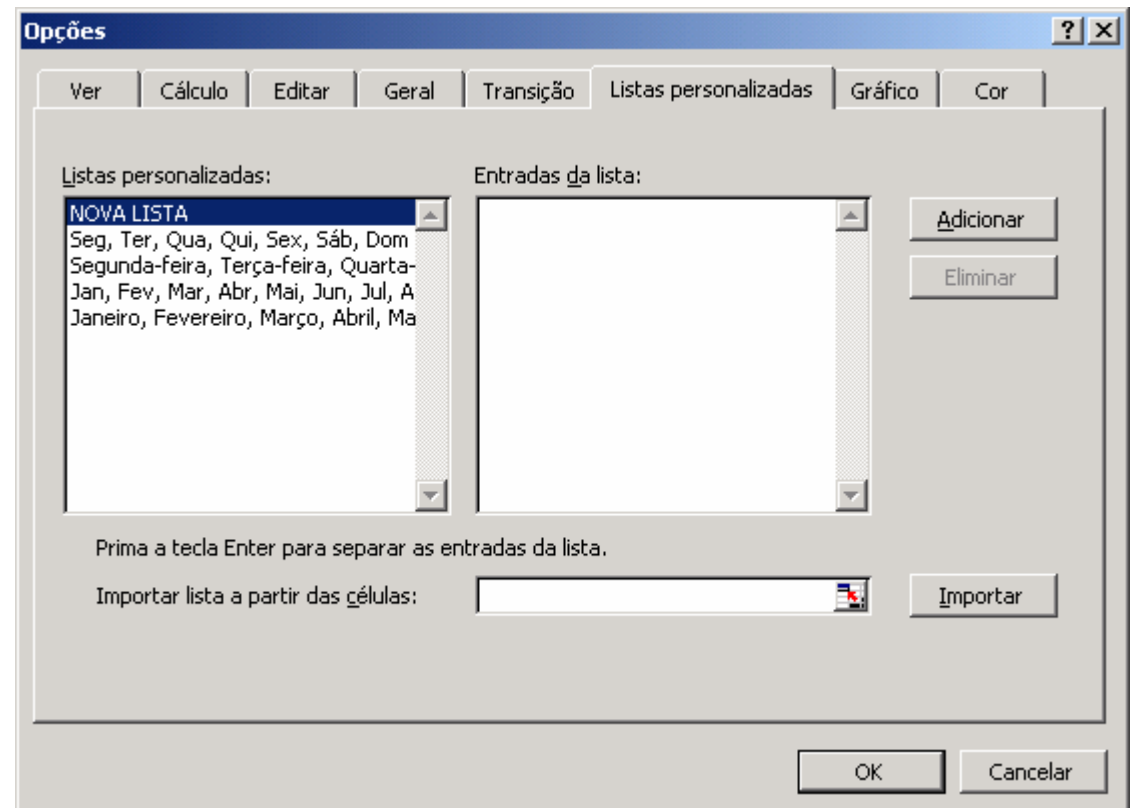 Opções
Ver Cálculo Editar Geral Transição Listas personalizadas Gráfico Cor
Listas personalizadas:
NOVA LISTA
Seg, Ter, Qua, Qui, Sex, Sáb, Dom
Segunda-feira, Terça-feira, Quarta-
Jan, Fev, Mar, Abr, Mai, Jun, Jul, A
Janeiro, Fevereiro, Março, Abril, Ma
Entradas da lista:
Adicionar
Eliminar
Prima a tecla Enter para separar as entradas da lista.
Importar lista a partir das células:
Importar
OK
Cancelar